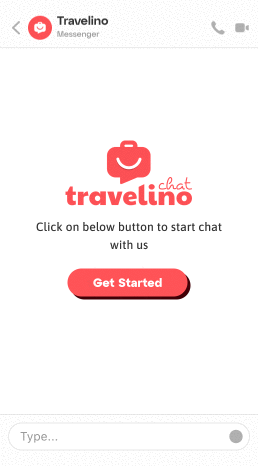 Travelino
Messenger
chat
travelino
Click on below button to start chat
with us
Get Started
Type...